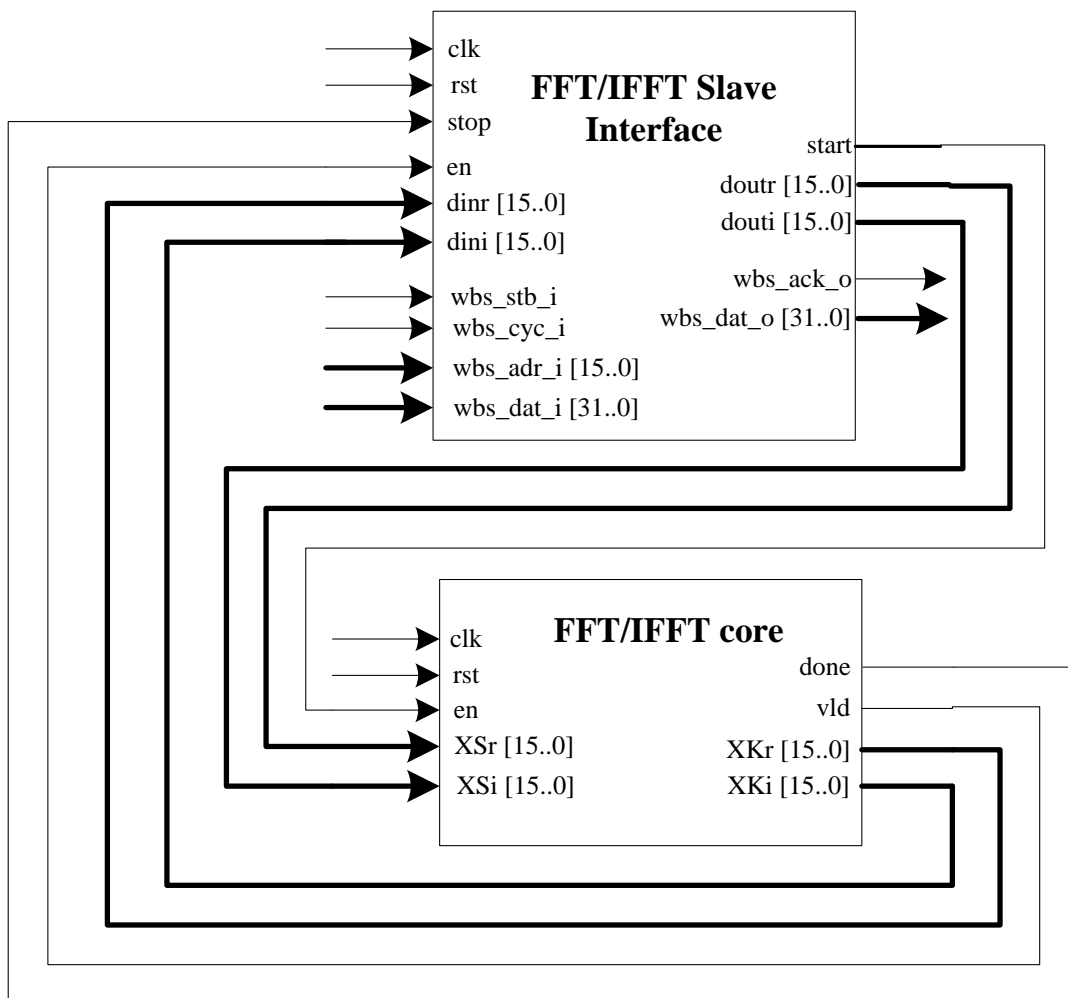 clk
rst
stop
en
dinr [15..0]
dini [15..0]
wbs_stb_i
wbs_cyc_i
wbs_adr_i [15..0]
wbs_dat_i [31..0]
FFT/IFFT Slave
Interface
start
doutr [15..0]
douti [15..0]
wbs_ack_o
wbs_dat_o [31..0]
clk
rst
en
XSr [15..0]
XSi [15..0]
FFT/IFFT core
done
vld
XKr [15..0]
XKi [15..0]